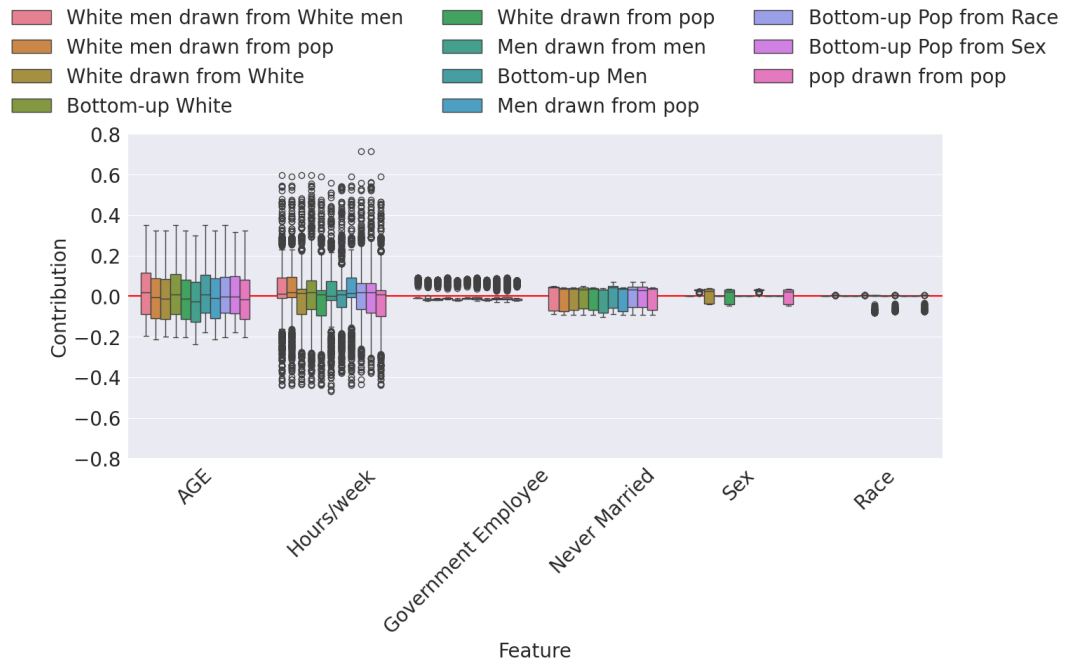 White men drawn from White men
White men drawn from pop
White drawn from White
Bottom-up White
White drawn from pop
Men drawn from men
Bottom-up Men
Men drawn from pop
Bottom-up Pop from Race
Bottom-up Pop from Sex
pop drawn from pop
0.8
0.6
0.4
0.2
0.0
−0.2
−0.4
−0.6
−0.8
Contribution
AGE
Hours/week
Government Employee
Never Married
Sex
Race
Feature